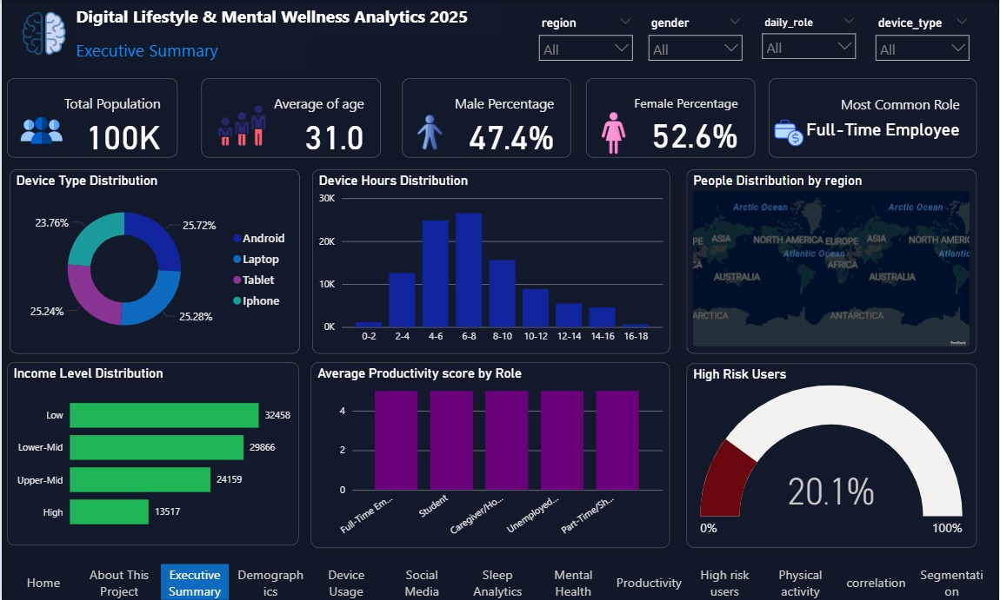 Digital Lifestyle & Mental Wellness Analytics 2025
Executive Summary
region
All
gender
All
daily_role
All
device_type
All
Total Population
100K
Average of age
31.0
Male Percentage
47.4%
Female Percentage
52.6%
Most Common Role
Full-Time Employee
Device Type Distribution
23.76%
25.72%
25.24%
25.28%
Android
Laptop
Tablet
Iphone
Device Hours Distribution
30K
20K
10K
0K
0-2 2-4 4-6 6-8 8-10 10-12 12-14 14-16 16-18
People Distribution by region
Arctic Ocean Arctic Ocean
PE ASIA NORTH AMERICA EUROPE ASIA NORTH AMERIC
Atlantic Ocean Atlantic
CA AFRICA
AUSTRALIA AUSTRALIA
ARCTICA ANTARCTICA
Income Level Distribution
Low 32458
Lower-Mid 29866
Upper-Mid 24159
High 13517
Average Productivity score by Role
4
2
0
Full-Time Em... Student Caregiver/Ho... Unemployed... Part-Time/Sh...
High Risk Users
20.1%
0% 100%
Home
About This
Project
Executive
Summary
Demograph
ics
Device
Usage
Social
Media
Sleep
Analytics
Mental
Health
Productivity
High risk
users
Physical
activity
correlation
Segmentati
on